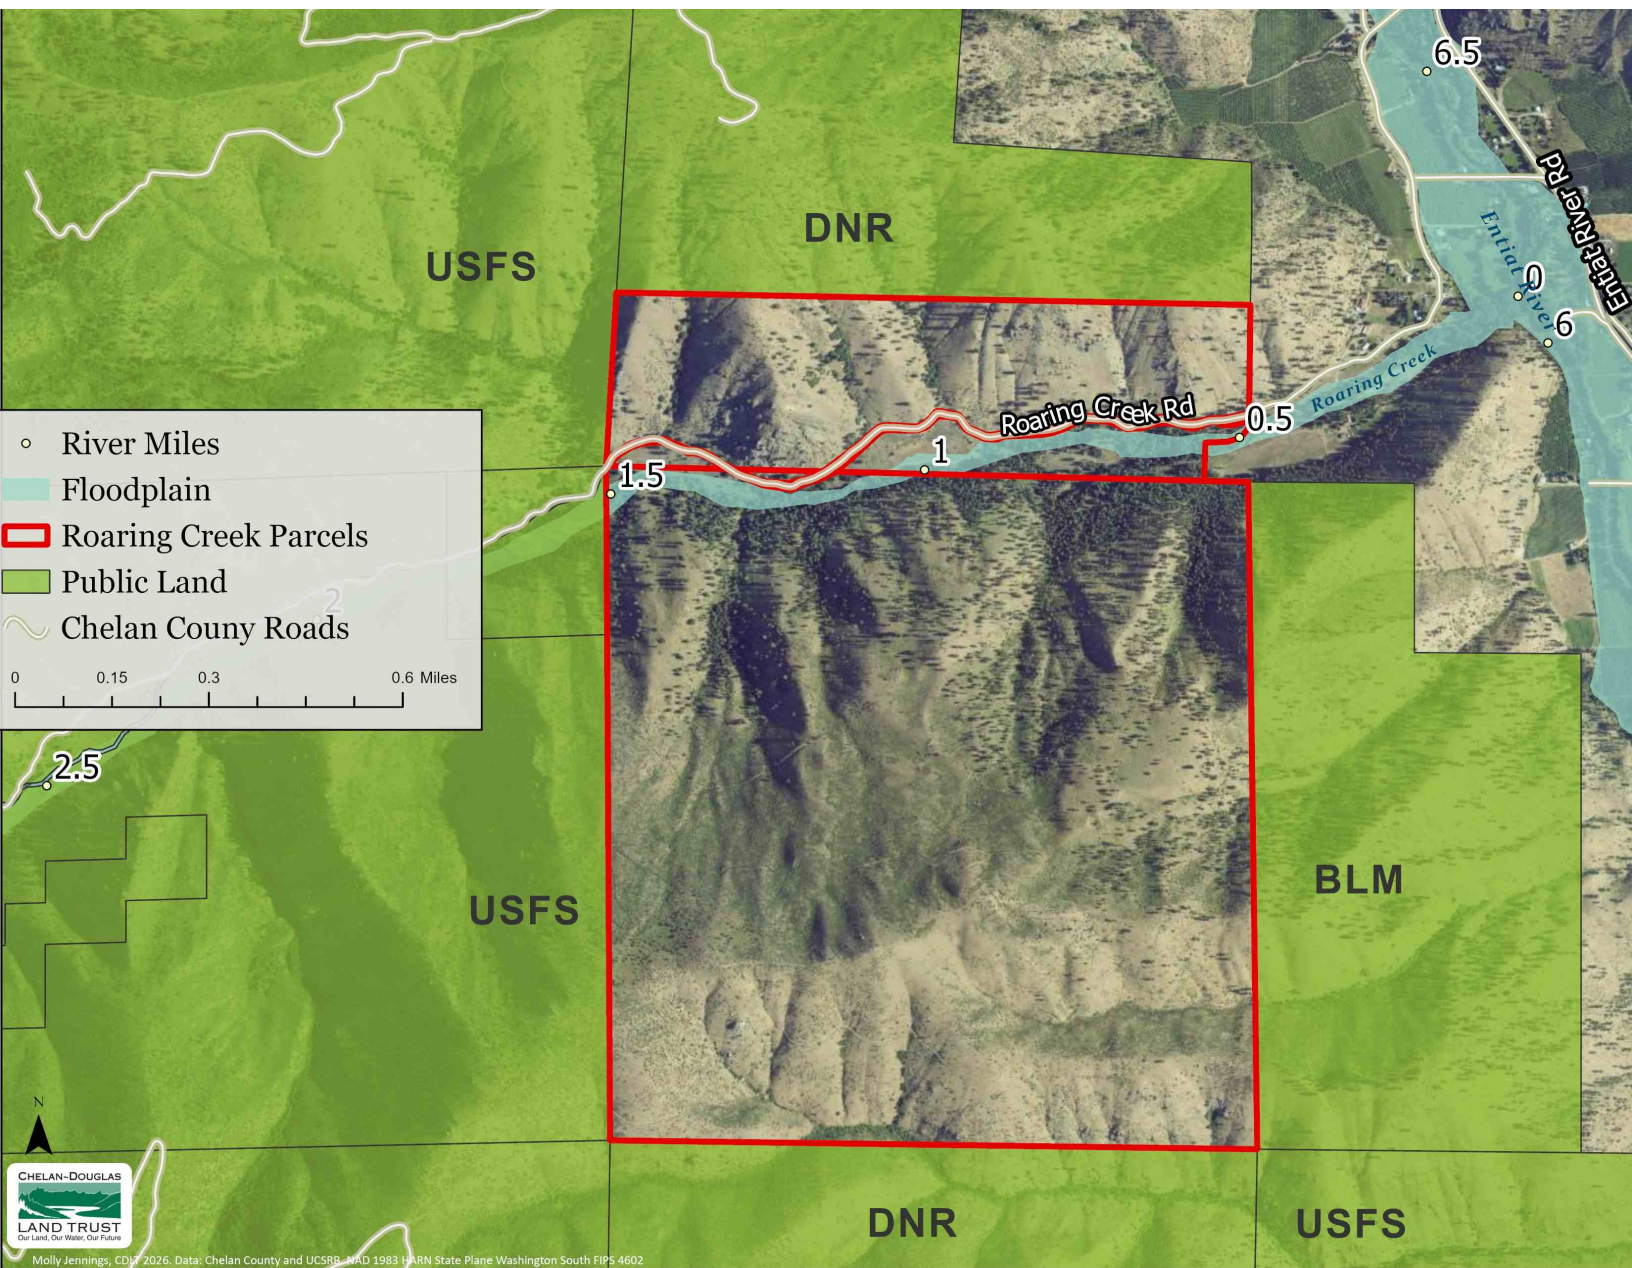 6.5
Entiat River Rd
DNR
USFS
Entiat River
0
6
Roaring Creek
Roaring Creek Rd
0.5
1
1.5
River Miles
Floodplain
Roaring Creek Parcels
Public Land
2
Chelan Couny Roads
0 0.15 0.3 0.6 Miles
2.5
USFS
BLM
N
CHELAN~DOUGLAS
LAND TRUST
Our Land, Our Water, Our Future
DNR
USFS
Molly Jennings, CDLT 2026. Data: Chelan County and UCSRB. NAD 1983 HARN State Plane Washington South FIPS 4602